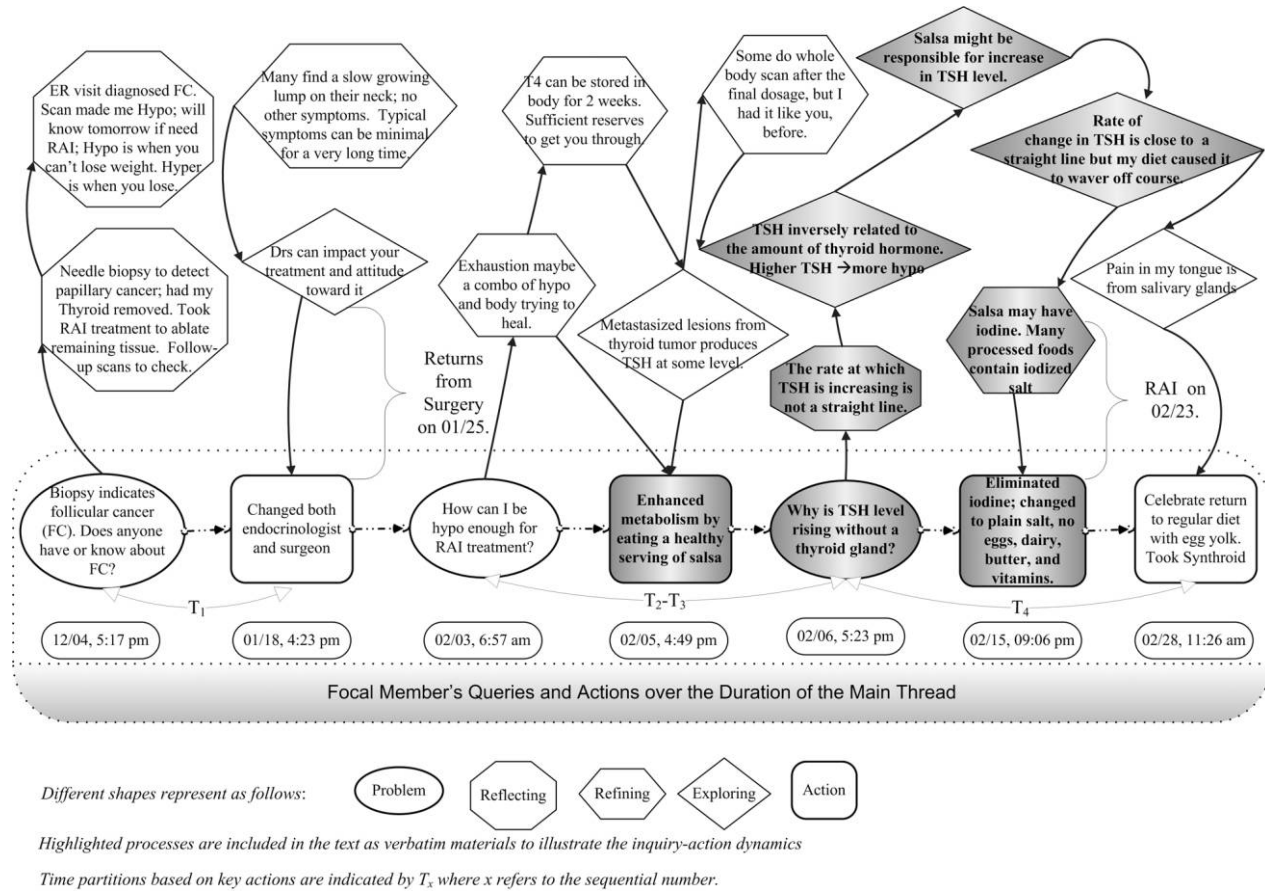 ER visit diagnosed FC.
Scan made me Hypo; will
know tomorrow if need
RAI; Hypo is when you
can't lose weight. Hyper
is when you lose.
Many find a slow growing
lump on their neck; no
other symptoms. Typical
symptoms can be minimal
for a very long time.
T4 can be stored in
body for 2 weeks.
Sufficient reserves
to get you through.
Some do whole
body scan after the
final dosage, but I
had it like you,
before.
Salsa might be
responsible for increase
in TSH level.
Rate of
change in TSH is close to a
straight line but my diet caused it
to waver off course.
Needle biopsy to detect
papillary cancer; had my
Thyroid removed. Took
RAI treatment to ablate
remaining tissue. Follow-
up scans to check.
Drs can impact your
treatment and attitude
toward it
Exhaustion maybe
a combo of hypo
and body trying to
heal.
TSH inversely related to
the amount of thyroid hormone.
Higher TSH →more hypo
Pain in my tongue is
from salivary glands
Returns
from
Surgery
on 01/25.
Metastasized lesions from
thyroid tumor produces
TSH at some level.
The rate at which
TSH is increasing is
not a straight line.
Salsa may have
iodine. Many
processed foods
contain iodized
salt
RAI on
02/23.
Biopsy indicates
follicular cancer
(FC). Does anyone
have or know about
FC?
Changed both
endocrinologist
and surgeon
How can I be
hypo enough for
RAI treatment?
Enhanced
metabolism by
eating a healthy
serving of salsa
Why is TSH level
rising without a
thyroid gland?
Eliminated
iodine; changed
to plain salt, no
eggs, dairy,
butter, and
vitamins.
Celebrate return
to regular diet
with egg yolk.
Took Synthroid
T1
T2-T3
T4
12/04, 5:17 pm
01/18, 4:23 pm
02/03, 6:57 am
02/05, 4:49 pm
02/06, 5:23 pm
02/15, 09:06 pm
02/28, 11:26 am
Focal Member's Queries and Actions over the Duration of the Main Thread
Different shapes represent as follows:
Problem
Reflecting
Refining
Exploring
Action
Highlighted processes are included in the text as verbatim materials to illustrate the inquiry-action dynamics
Time partitions based on key actions are indicated by Tx where x refers to the sequential number.